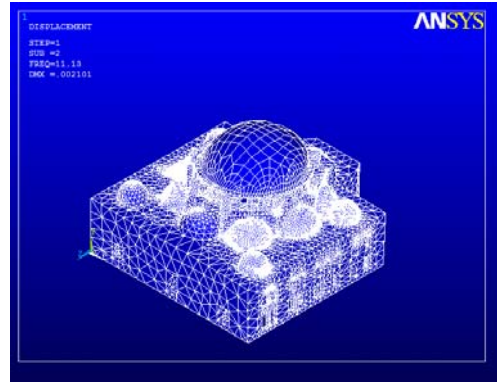 1
DISPLACEMENT
STEP=1
SUB =2
FREQ=11.13
DMX =.002101
ANSYS